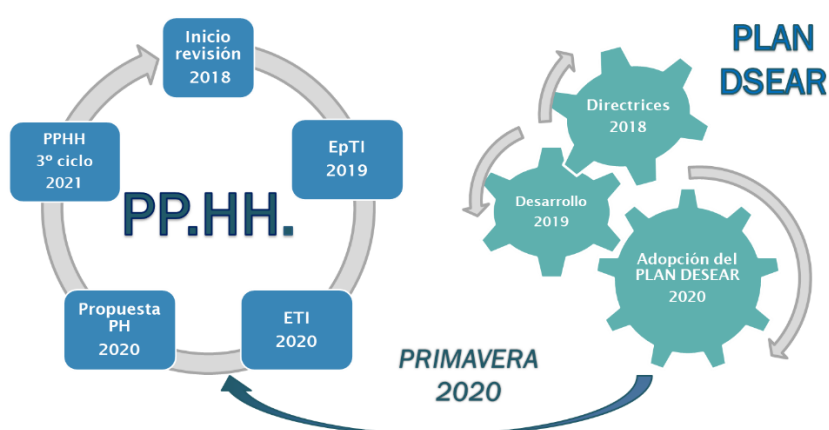 Inicio
revisión
2018
EpTI
2019
ETI
2020
Propuesta
PH
2020
PPHH
3º ciclo
2021
PP.HH.
PLAN
DSEAR
Directrices
2018
Desarrollo
2019
Adopción del
PLAN DESEAR
2020
PRIMAVERA
2020